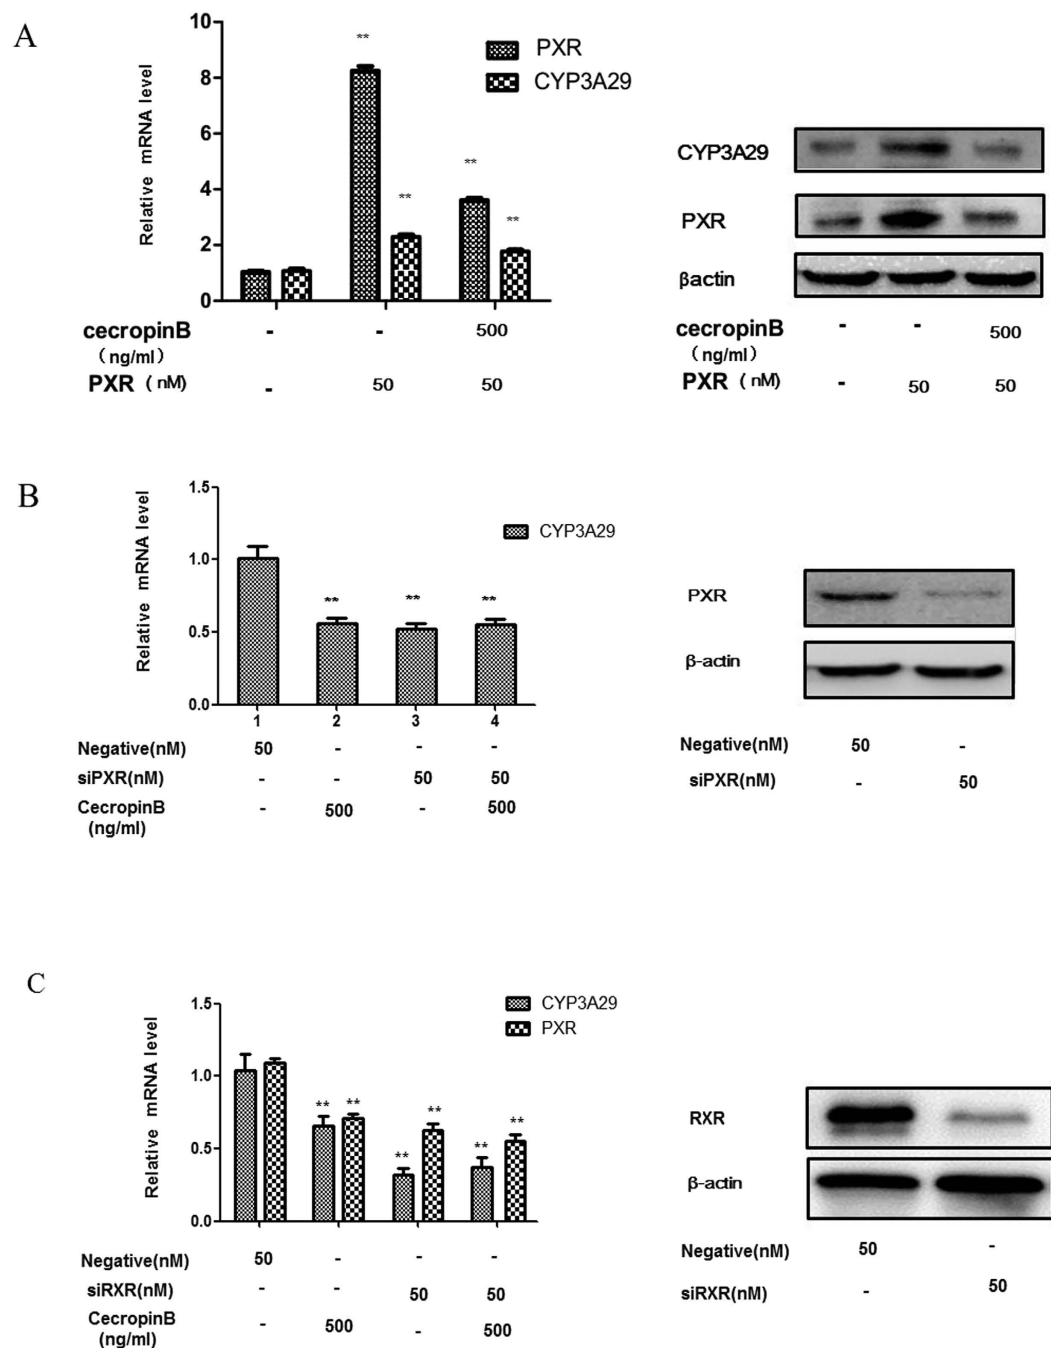 A
Relative mRNA level
10
8
6
4
2
0
**
**
**
**
PXR
CYP3A29
cecropinB - - 500
( ng/ml )
PXR ( nM) - 50 50
CYP3A29
PXR
βactin
cecropinB - - 500
( ng/ml )
PXR ( nM) - 50 50
B
Relative mRNA level
1.5
1.0
0.5
0.0
**
**
**
CYP3A29
1 2 3 4
Negative(nM) 50 - - -
siPXR(nM) - - 50 50
CecropinB - 500 - 500
(ng/ml)
PXR
β-actin
Negative(nM) 50 -
siPXR(nM) - 50
C
Relative mRNA level
1.5
1.0
0.5
0.0
** ** ** ** ** **
CYP3A29
PXR
Negative(nM) 50 - - -
siRXR(nM) - - 50 50
CecropinB - 500 - 500
(ng/ml)
RXR
β-actin
Negative(nM) 50 -
siRXR(nM) - 50